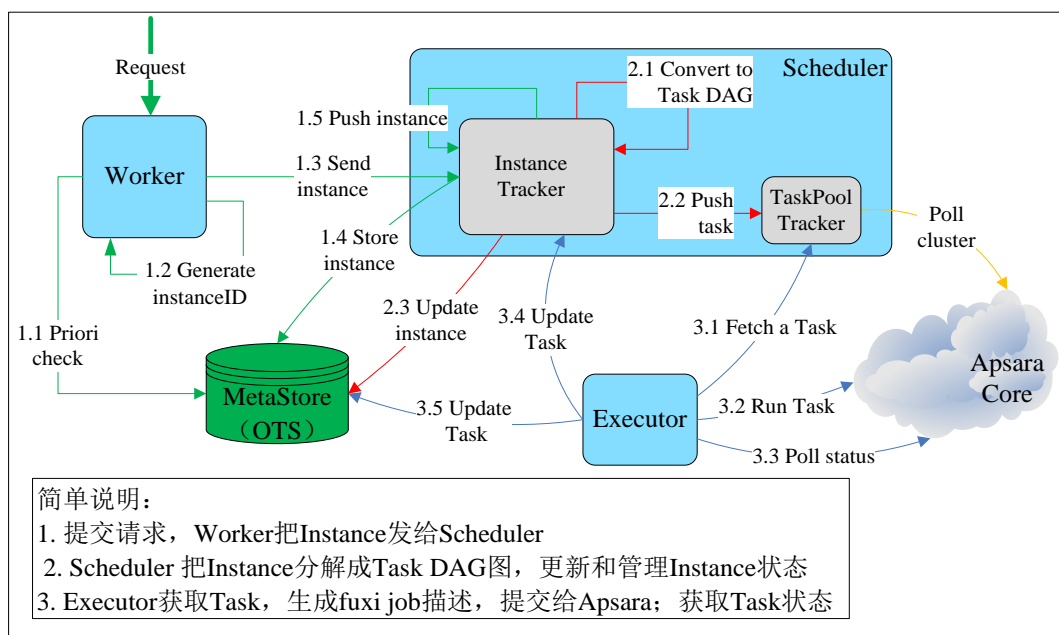 Request
Scheduler
2.1 Convert to
Task DAG
1.5 Push instance
Worker
1.3 Send
instance
Instance
Tracker
2.2 Push
task
TaskPool
Tracker
Poll
cluster
1.2 Generate
instanceID
1.4 Store
instance
1.1 Priori
check
2.3 Update
instance
3.4 Update
Task
3.1 Fetch a Task
MetaStore
（OTS）
3.5 Update
Task
Executor
3.2 Run Task
3.3 Poll status
Apsara
Core
简单说明：
1. 提交请求，Worker把Instance发给Scheduler
2. Scheduler 把Instance分解成Task DAG图，更新和管理Instance状态
3. Executor获取Task，生成fuxi job描述，提交给Apsara；获取Task状态